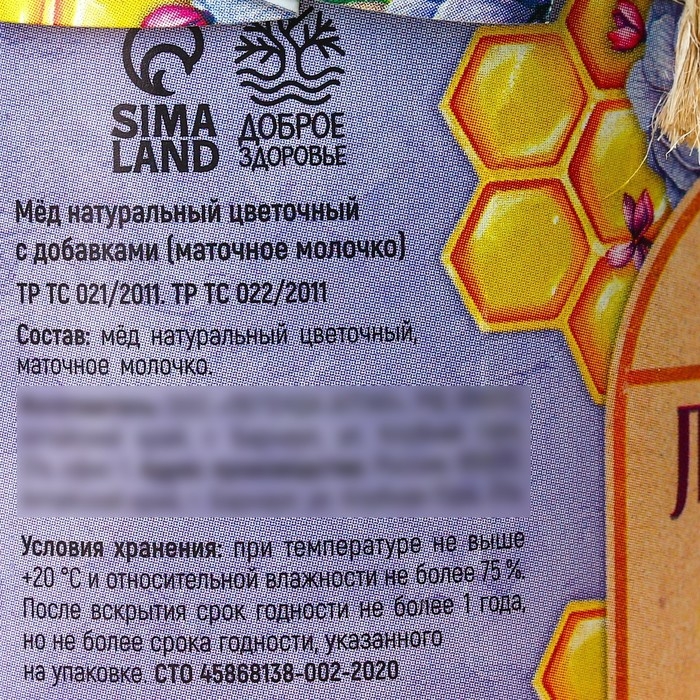 SIMA LAND
ДОБРОЕ ЗДОРОВЬЕ
Мёд натуральный цветочный
с добавками (маточное молочко)
ТР ТС 021/2011. ТР ТС 022/2011
Состав: мёд натуральный цветочный,
маточное молочко.
Условия хранения: при температуре не выше
+20 °С и относительной влажности не более 75 %.
После вскрытия срок годности не более 1 года,
но не более срока годности, указанного
на упаковке. СТО 45868138-002-2020